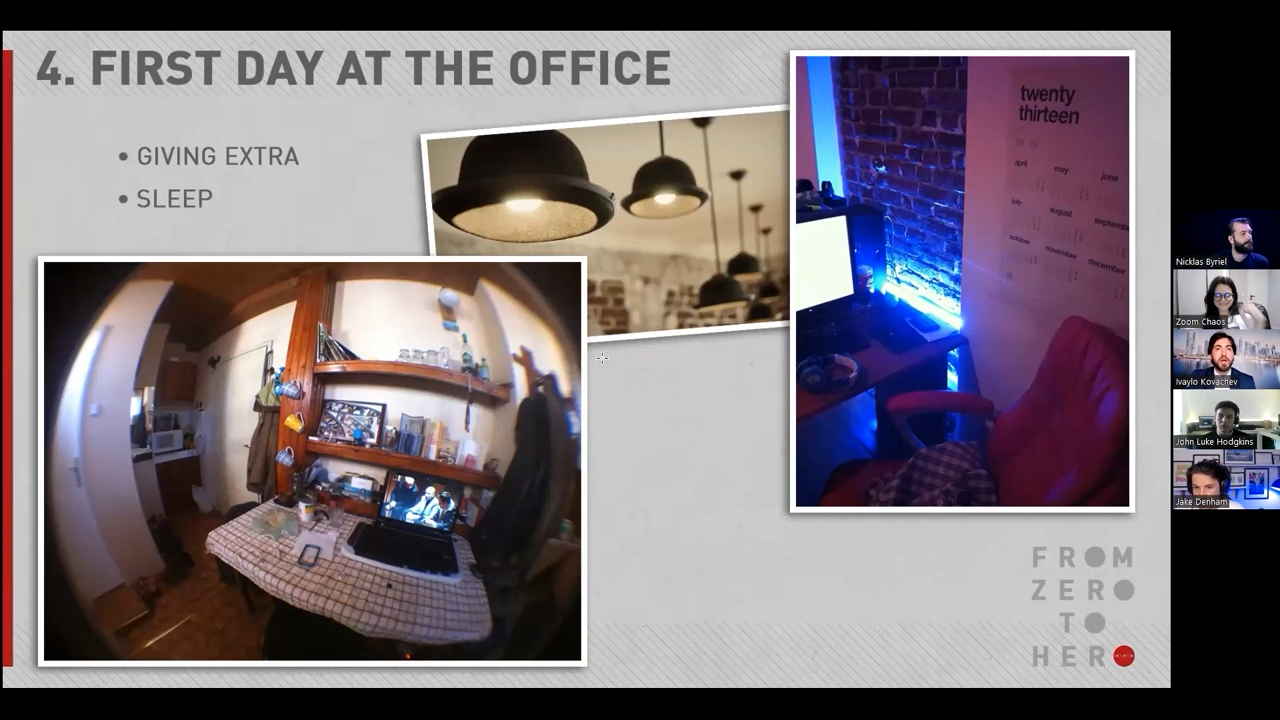 4. FIRST DAY AT THE OFFICE
• GIVING EXTRA
• SLEEP
twenty
thirteen
april may june
july august september
october november december
FROM
ZERO
TO
HERO
Nicklas Byriel
Zoom Chaos
Ivaylo Kovachev
John Luke Hodgkins
Jake Denham